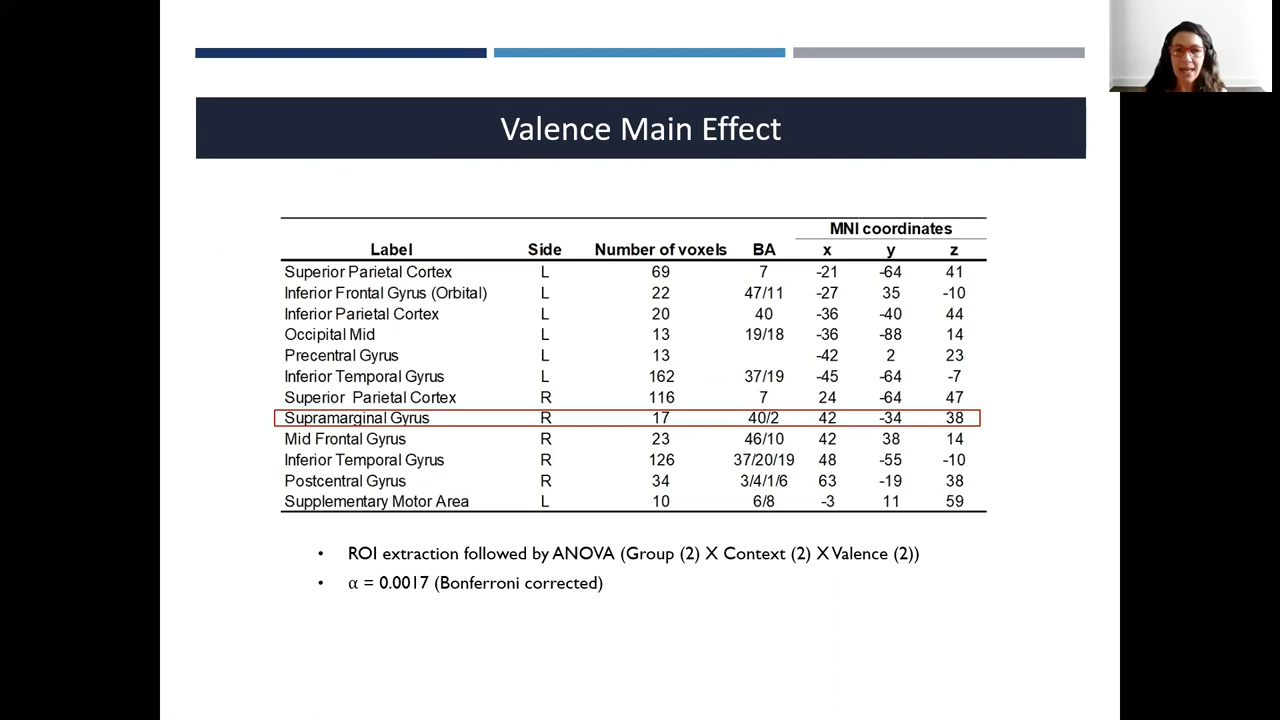 Valence Main Effect
MNI coordinates
Label Side Number of voxels BA x y z
Superior Parietal Cortex L 69 7 -21 -64 41
Inferior Frontal Gyrus (Orbital) L 22 47/11 -27 35 -10
Inferior Parietal Cortex L 20 40 -36 -40 44
Occipital Mid L 13 19/18 -36 -88 14
Precentral Gyrus L 13 -42 2 23
Inferior Temporal Gyrus L 162 37/19 -45 -64 -7
Superior Parietal Cortex R 116 7 24 -64 47
Supramarginal Gyrus R 17 40/2 42 -34 38
Mid Frontal Gyrus R 23 46/10 42 38 14
Inferior Temporal Gyrus R 126 37/20/19 48 -55 -10
Postcentral Gyrus R 34 3/4/1/6 63 -19 38
Supplementary Motor Area L 10 6/8 -3 11 59
• ROI extraction followed by ANOVA (Group (2) X Context (2) X Valence (2))
• α = 0.0017 (Bonferroni corrected)